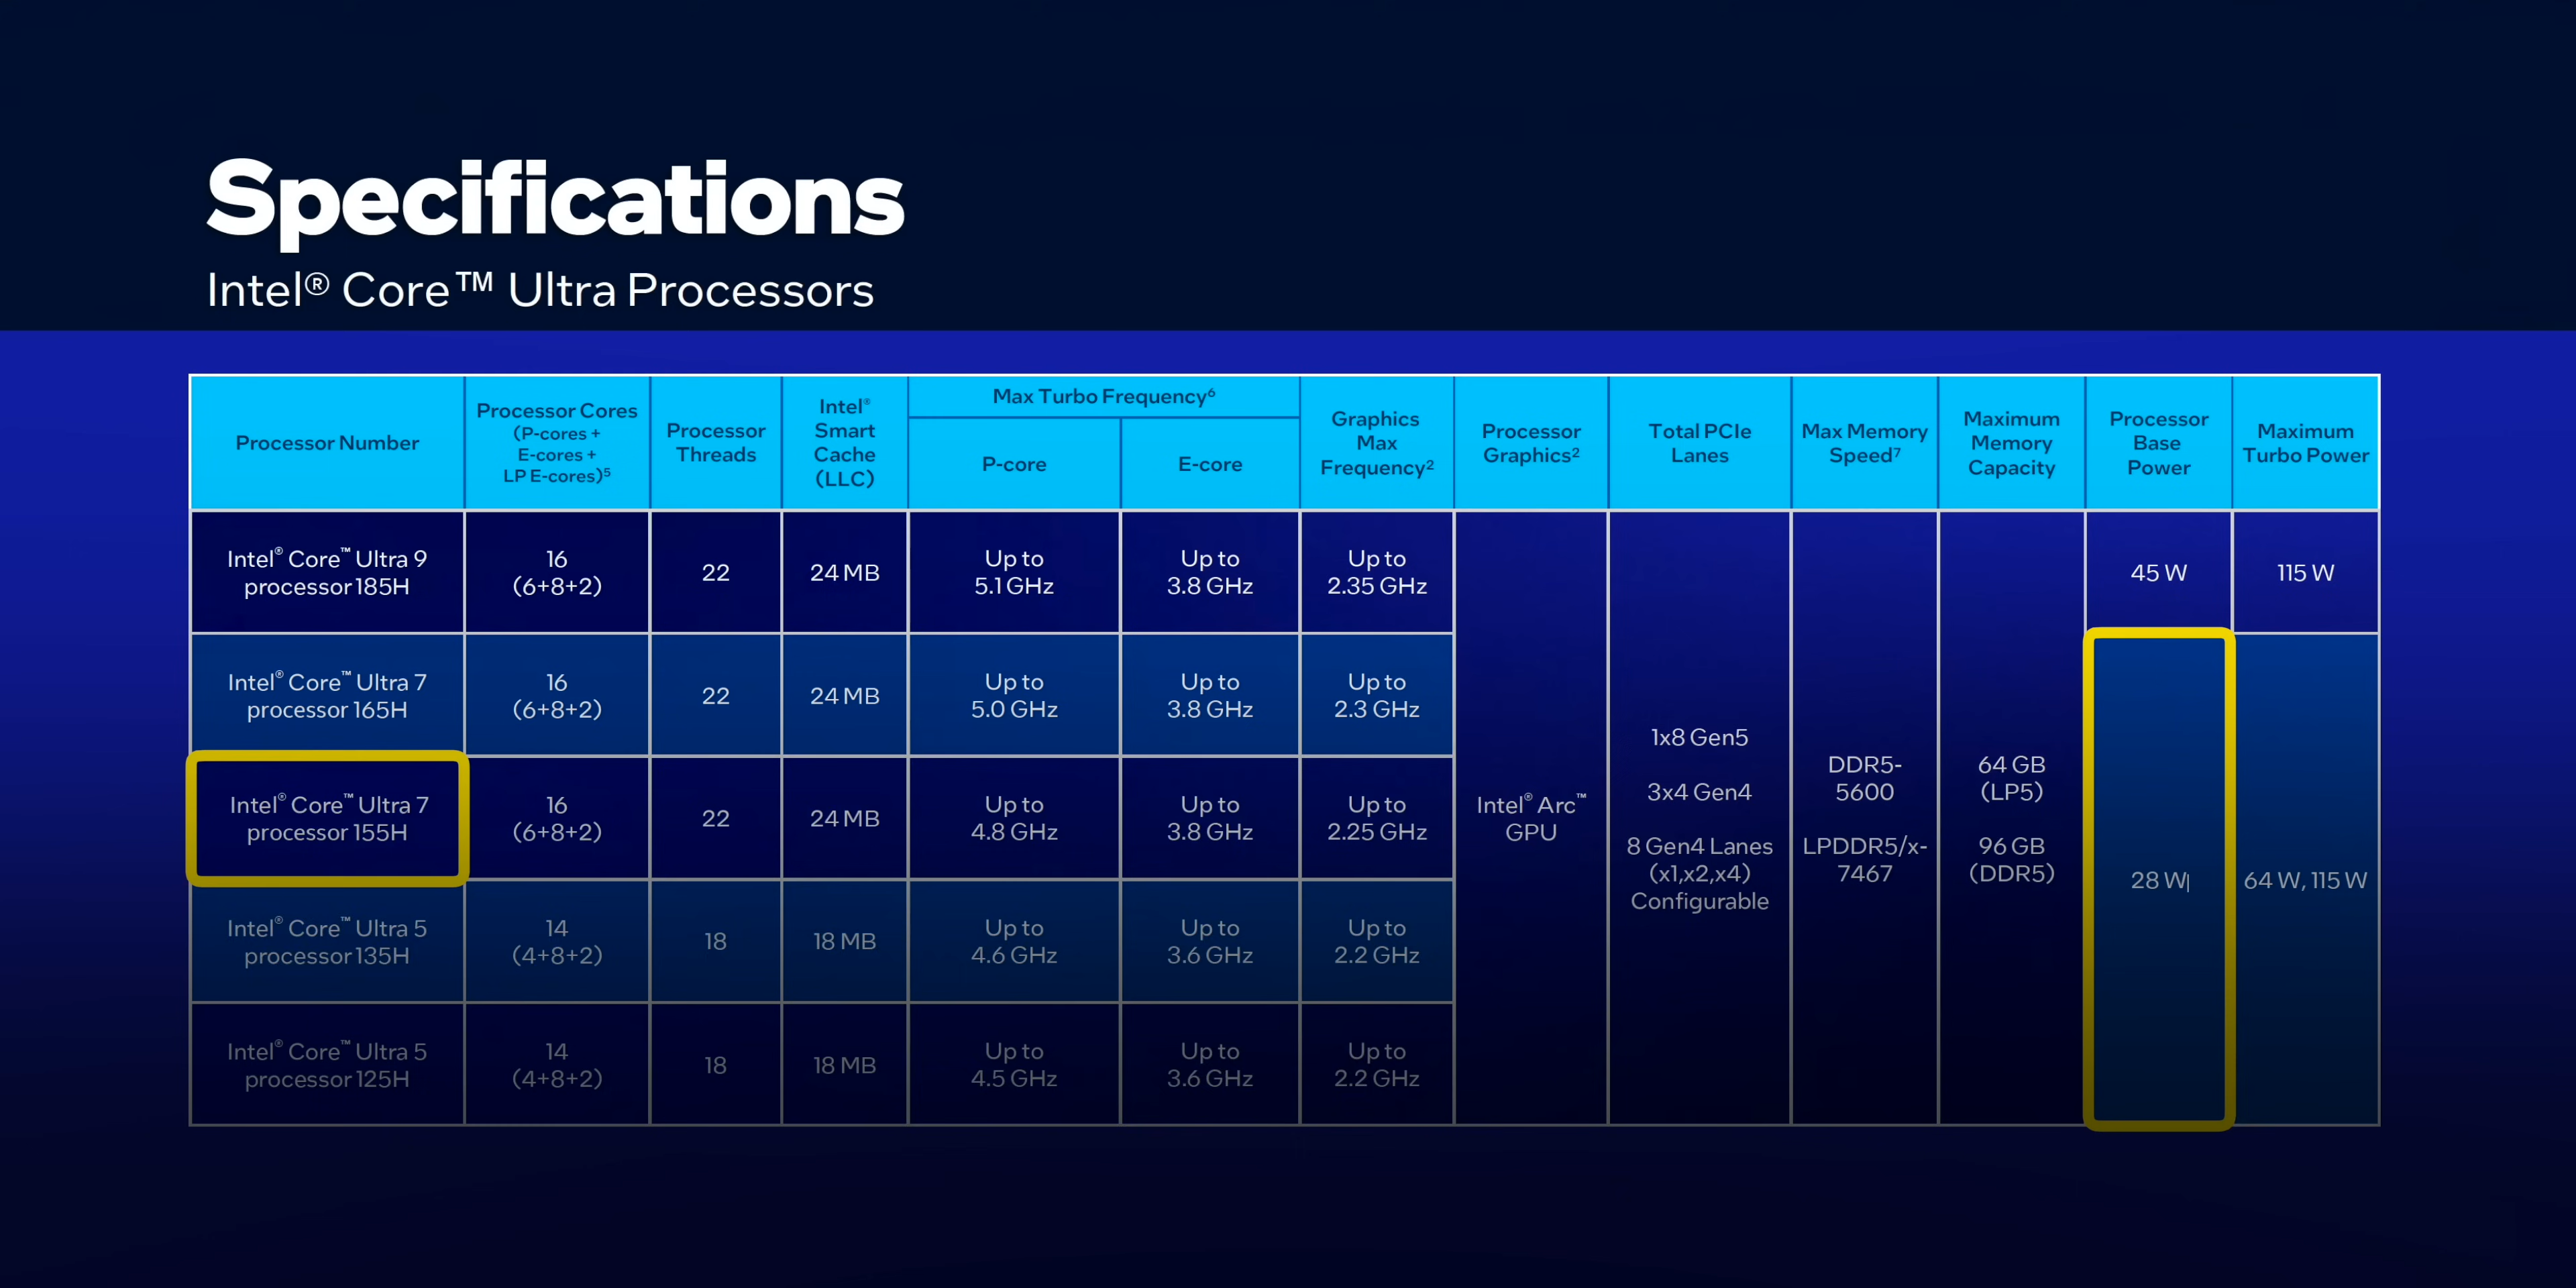 Specifications
Intel® Core™ Ultra Processors
Processor Number
Processor Cores
(P-cores +
E-cores +
LP E-cores)⁵
Processor
Threads
Intel®
Smart
Cache
(LLC)
Max Turbo Frequency⁶
P-core
E-core
Graphics
Max
Frequency²
Processor
Graphics²
Total PCIe
Lanes
Max Memory
Speed⁷
Maximum
Memory
Capacity
Processor
Base
Power
Maximum
Turbo Power
Intel® Core™ Ultra 9
processor 185H
16
(6+8+2)
22
24 MB
Up to
5.1 GHz
Up to
3.8 GHz
Up to
2.35 GHz
45 W
115 W
Intel® Core™ Ultra 7
processor 165H
16
(6+8+2)
22
24 MB
Up to
5.0 GHz
Up to
3.8 GHz
Up to
2.3 GHz
Intel® Core™ Ultra 7
processor 155H
16
(6+8+2)
22
24 MB
Up to
4.8 GHz
Up to
3.8 GHz
Up to
2.25 GHz
Intel® Arc™
GPU
1x8 Gen5
3x4 Gen4
8 Gen4 Lanes
(x1,x2,x4)
Configurable
DDR5-
5600
LPDDR5/x-
7467
64 GB
(LP5)
96 GB
(DDR5)
28 W
64 W, 115 W
Intel® Core™ Ultra 5
processor 135H
14
(4+8+2)
18
18 MB
Up to
4.6 GHz
Up to
3.6 GHz
Up to
2.2 GHz
Intel® Core™ Ultra 5
processor 125H
14
(4+8+2)
18
18 MB
Up to
4.5 GHz
Up to
3.6 GHz
Up to
2.2 GHz